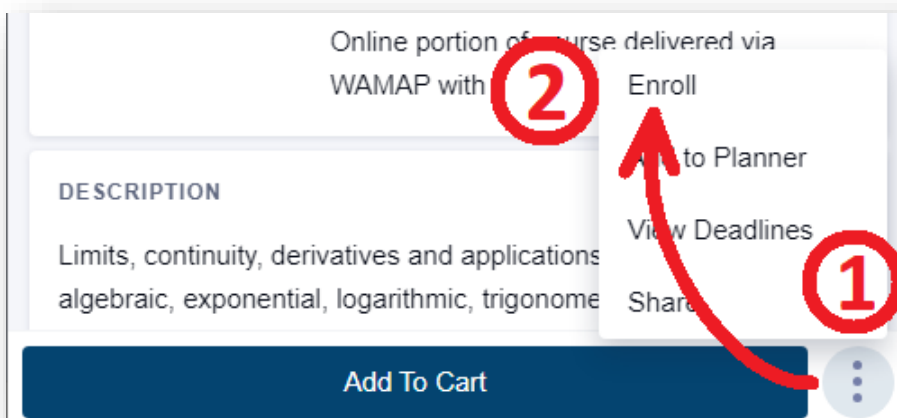 Online portion of course delivered via
WAMAP with
2
Enroll
Add to Planner
View Deadlines
Share
1
DESCRIPTION
Limits, continuity, derivatives and applications
algebraic, exponential, logarithmic,
Add To Cart